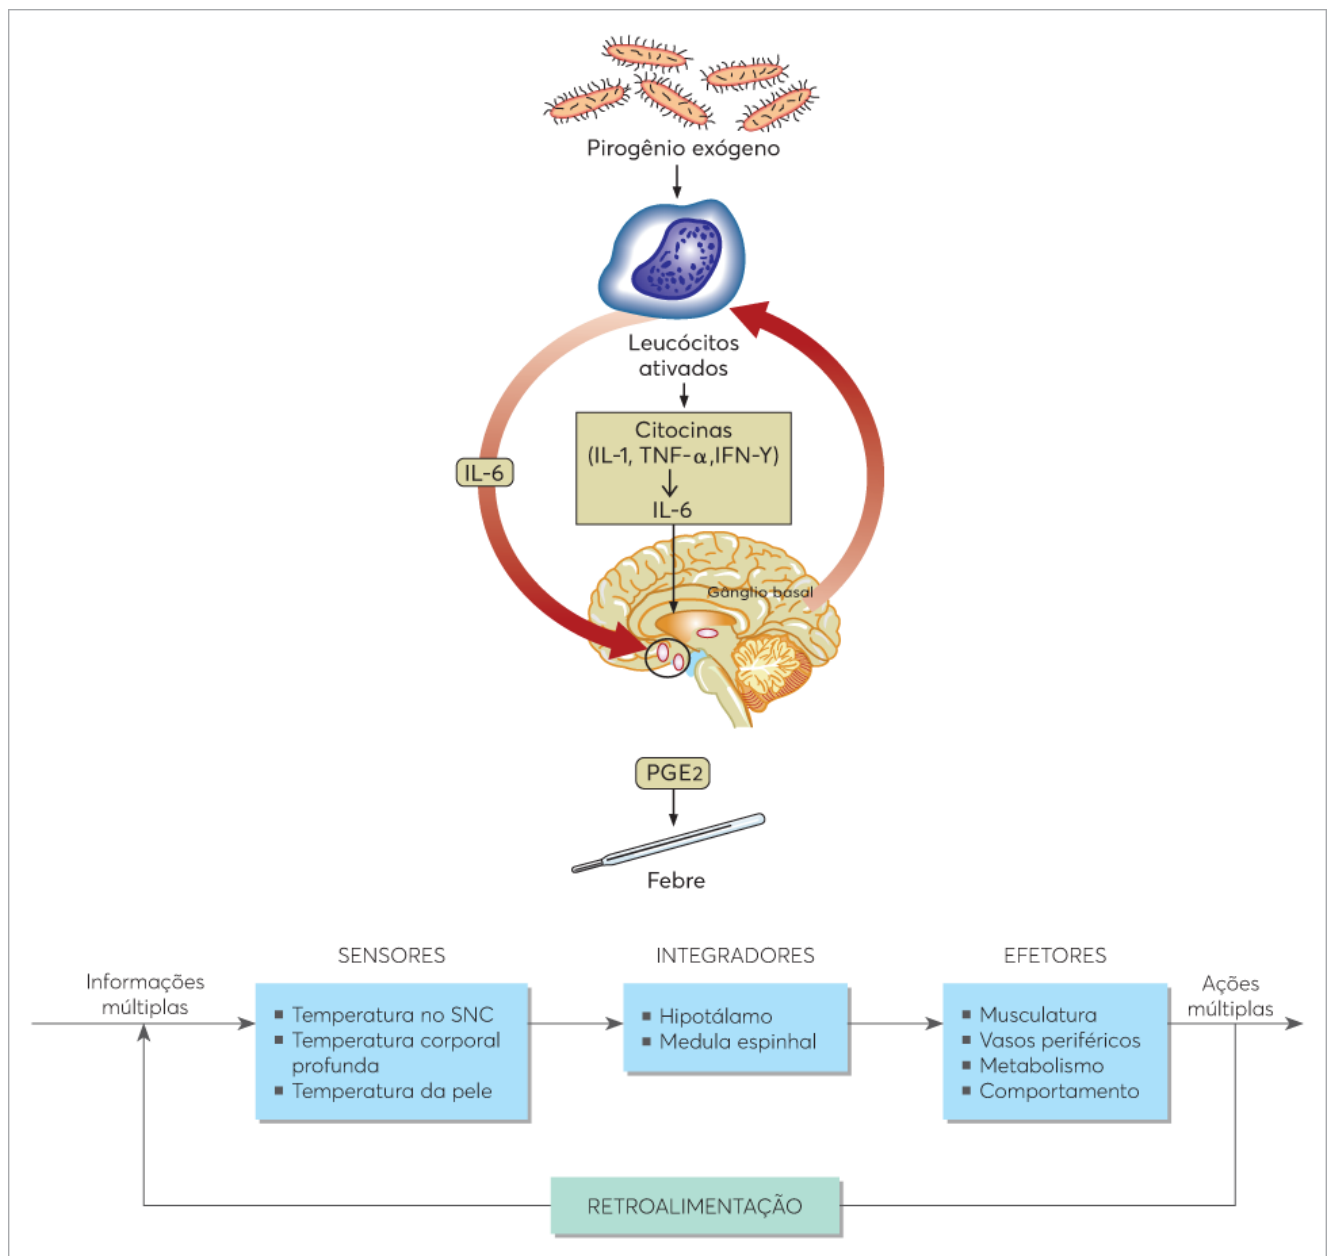 Pirogênio exógeno
Leucócitos
ativados
Citocinas
(IL-1, TNF-α,IFN-Y)
IL-6
IL-6
Gânglio basal
PGE2
Febre
SENSORES
INTEGRADORES
EFETORES
Informações
múltiplas
▪ Temperatura no SNC
▪ Temperatura corporal
profunda
▪ Temperatura da pele
▪ Hipotálamo
▪ Medula espinhal
▪ Musculatura
▪ Vasos periféricos
▪ Metabolismo
▪ Comportamento
Ações
múltiplas
RETROALIMENTAÇÃO